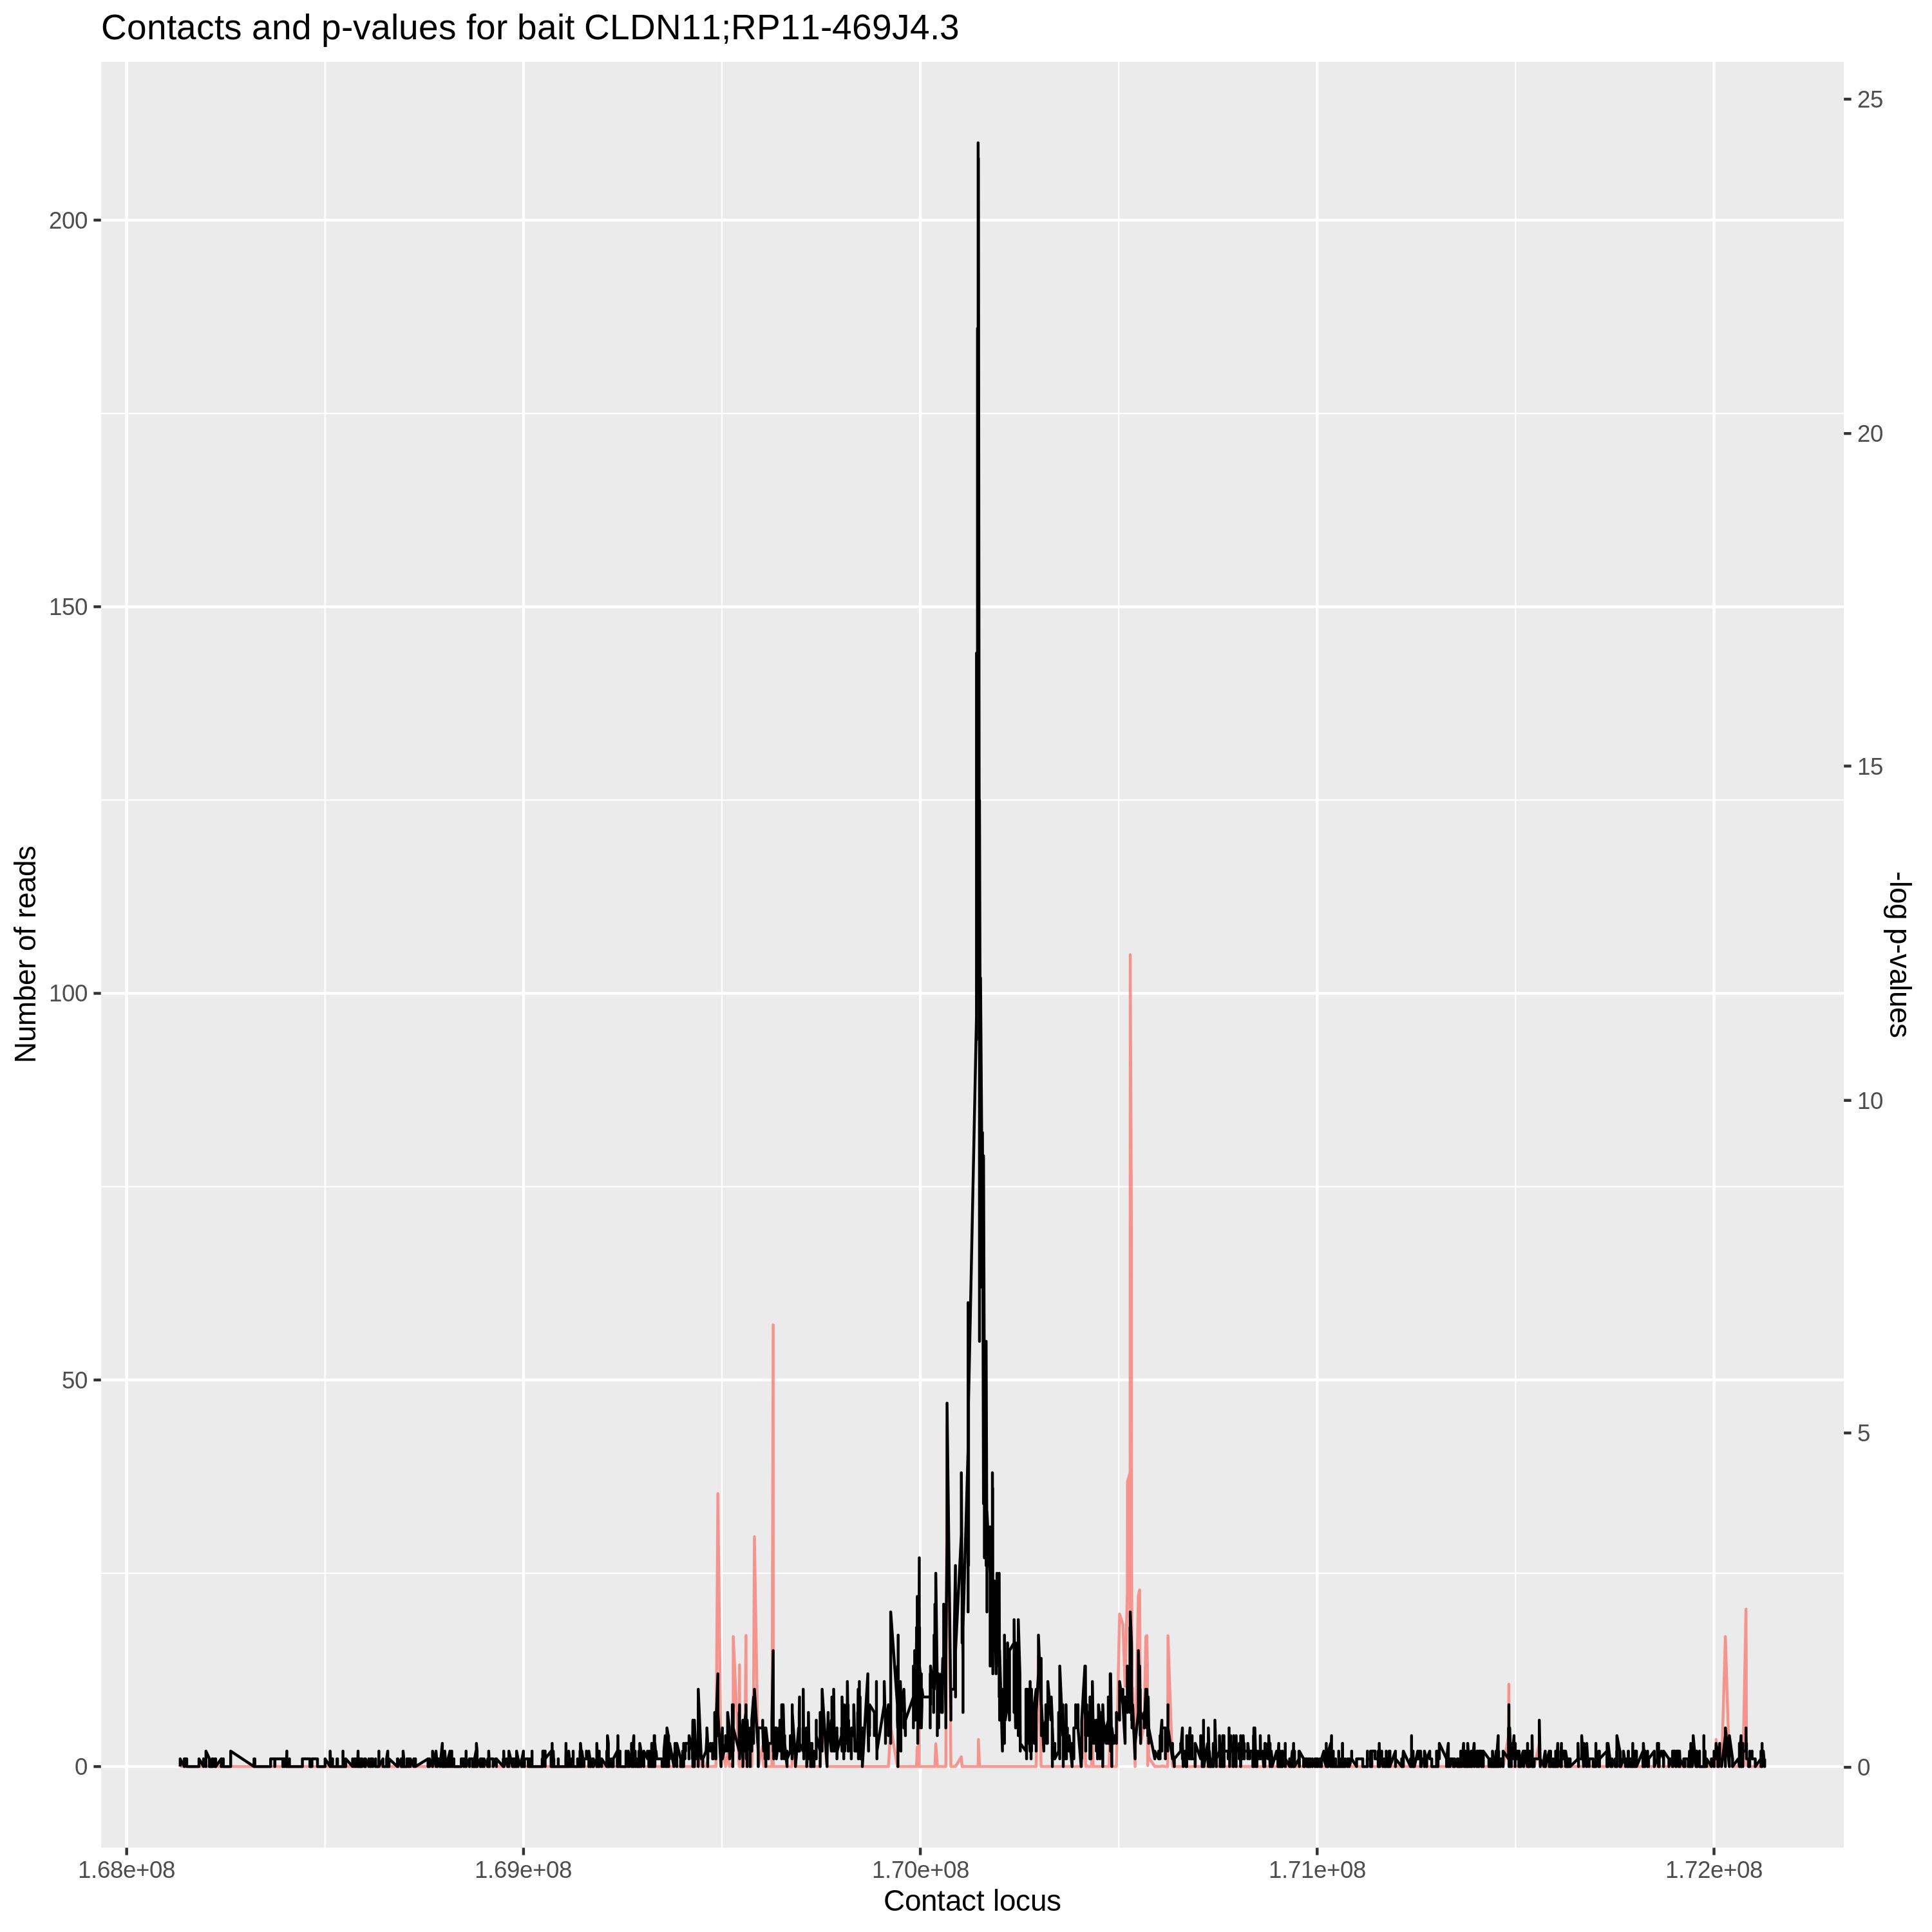 Contacts and p-values for bait CLDN11;RP11-469J4.3
25
200
20
150
15
Number of reads
-log p-values
100
10
50
5
0
0
1.68e+08
1.69e+08
1.70e+08
1.71e+08
1.72e+08
Contact locus